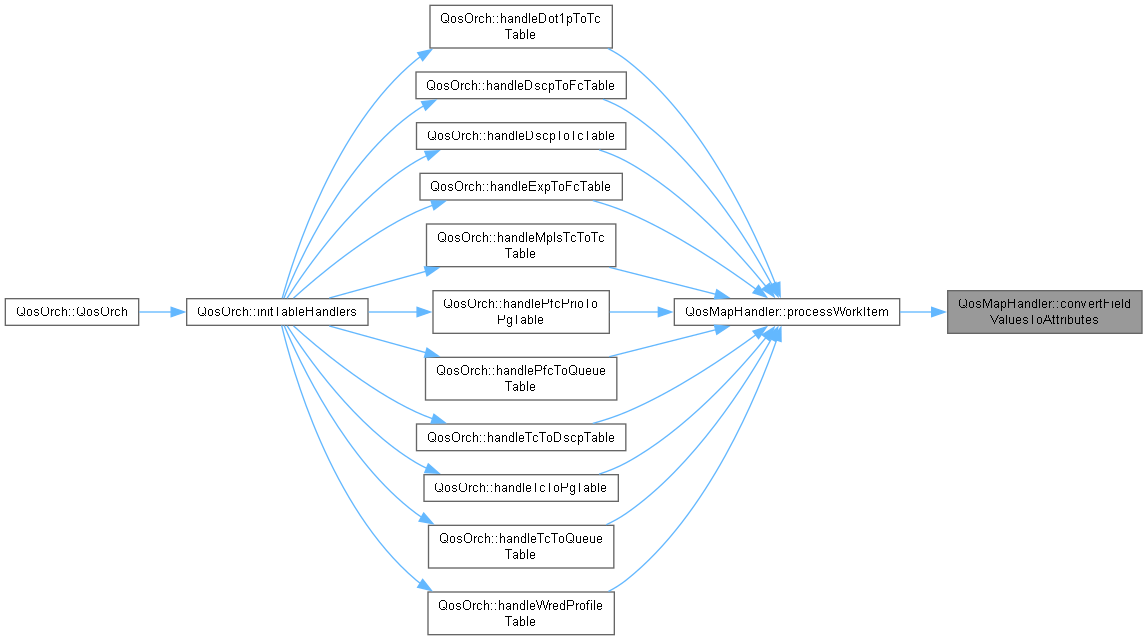 QosOrch::handleDot1pToTc
Table
QosOrch::handleDscpToFcTable
QosOrch::handleDscpToTcTable
QosOrch::handleExpToFcTable
QosOrch::handleMplsTcToTc
Table
QosOrch::QosOrch
QosOrch::initTableHandlers
QosOrch::handlePfcPrioTo
PgTable
QosMapHandler::processWorkItem
QosMapHandler::convertField
ValuesToAttributes
QosOrch::handlePfcToQueue
Table
QosOrch::handleTcToDscpTable
QosOrch::handleTcToPgTable
QosOrch::handleTcToQueue
Table
QosOrch::handleWredProfile
Table